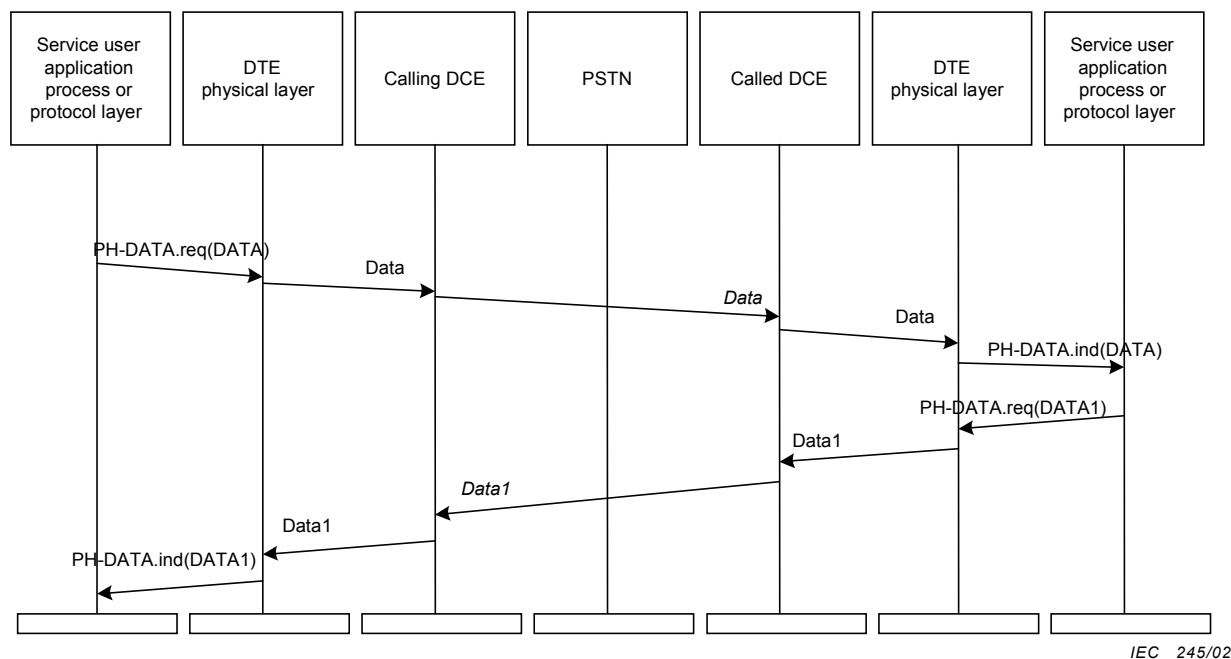 Service user
application
process or
protocol layer
DTE
physical layer
Calling DCE
PSTN
Called DCE
DTE
physical layer
Service user
application
process or
protocol layer
PH-DATA.req(DATA)
Data
Data
Data
PH-DATA.ind(DATA)
PH-DATA.req(DATA1)
Data1
Data1
Data1
PH-DATA.ind(DATA1)
IEC 245/02